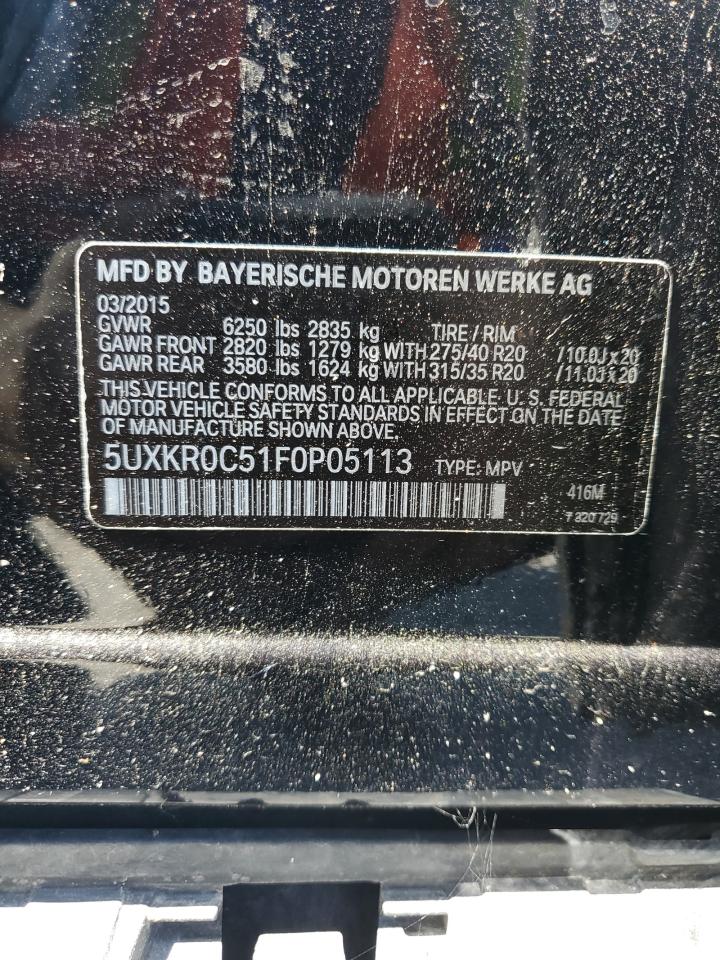 MFD BY BAYERISCHE MOTOREN WERKE AG
03/2015
GVWR 6250 lbs 2835 kg TIRE / RIM
GAWR FRONT 2820 lbs 1279 kg WITH 275/40 R20 /10.0J x 20
GAWR REAR 3580 lbs 1624 kg WITH 315/35 R20 /11.0J x 20
THIS VEHICLE CONFORMS TO ALL APPLICABLE U. S. FEDERAL
MOTOR VEHICLE SAFETY STANDARDS IN EFFECT ON THE DATE
OF MANUFACTURE SHOWN ABOVE.
5UXKR0C51F0P05113 TYPE: MPV
416M
7 320 729